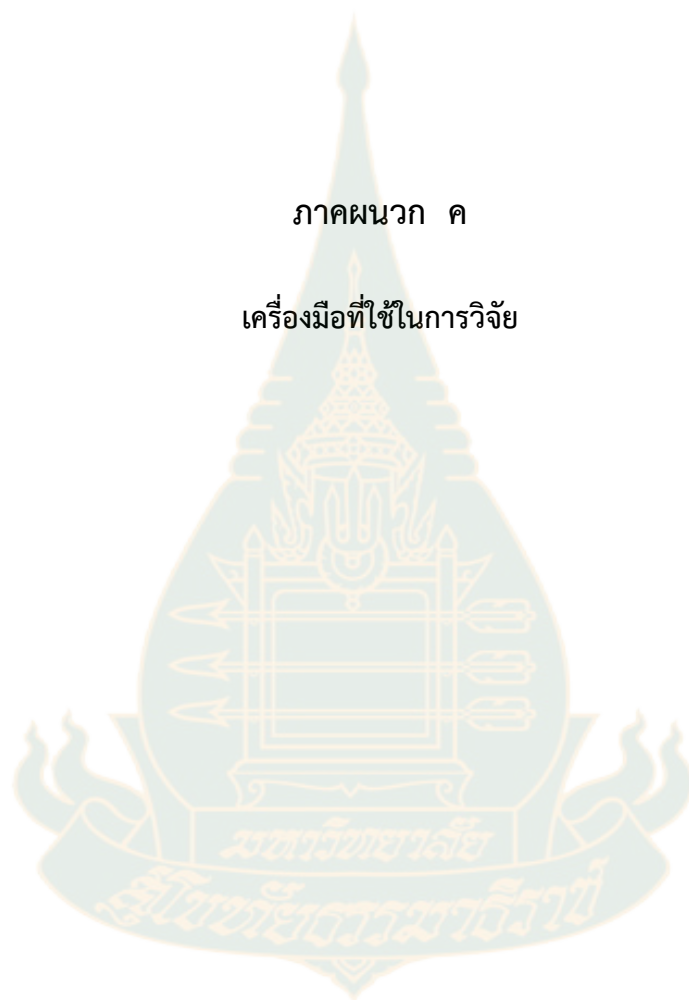 ภาคผนวก ค
เครื่องมือที่ใช้ในการวิจัย
มหาวิทยาลัย
สุโขทัยธรรมาธิราช